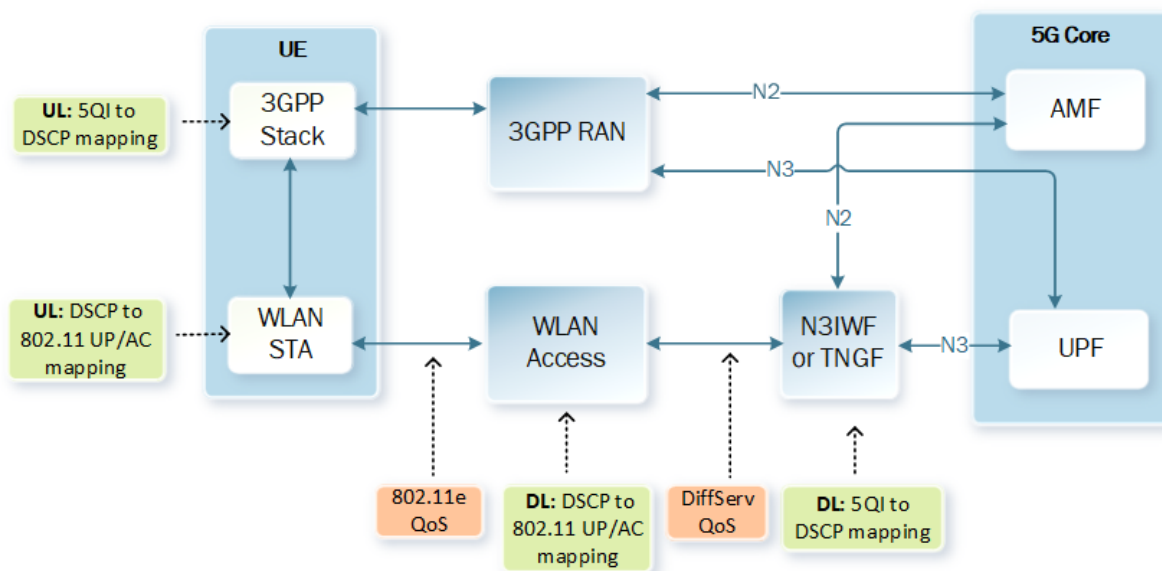 UE
5G Core
UL: 5QI to
DSCP mapping
3GPP
Stack
3GPP RAN
N2
AMF
N3
N2
UL: DSCP to
802.11 UP/AC
mapping
WLAN
STA
WLAN
Access
N3IWF
or TNGF
N3
UPF
802.11e
QoS
DL: DSCP to
802.11 UP/AC
mapping
DiffServ
QoS
DL: 5QI to
DSCP mapping